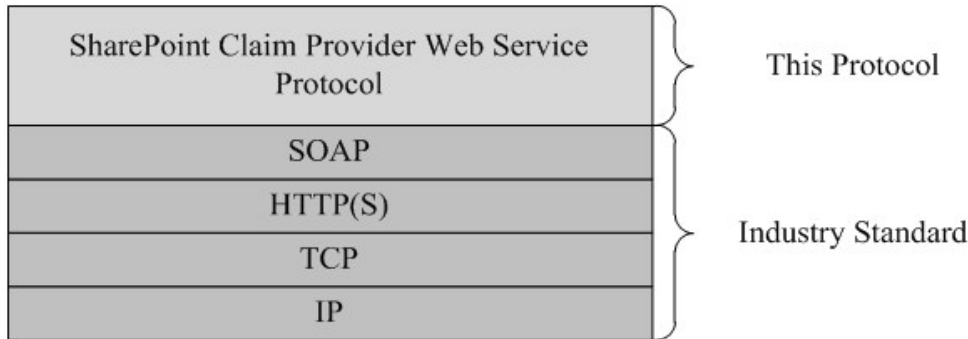 SharePoint Claim Provider Web Service
Protocol
This Protocol
SOAP
HTTP(S)
TCP
IP
Industry Standard